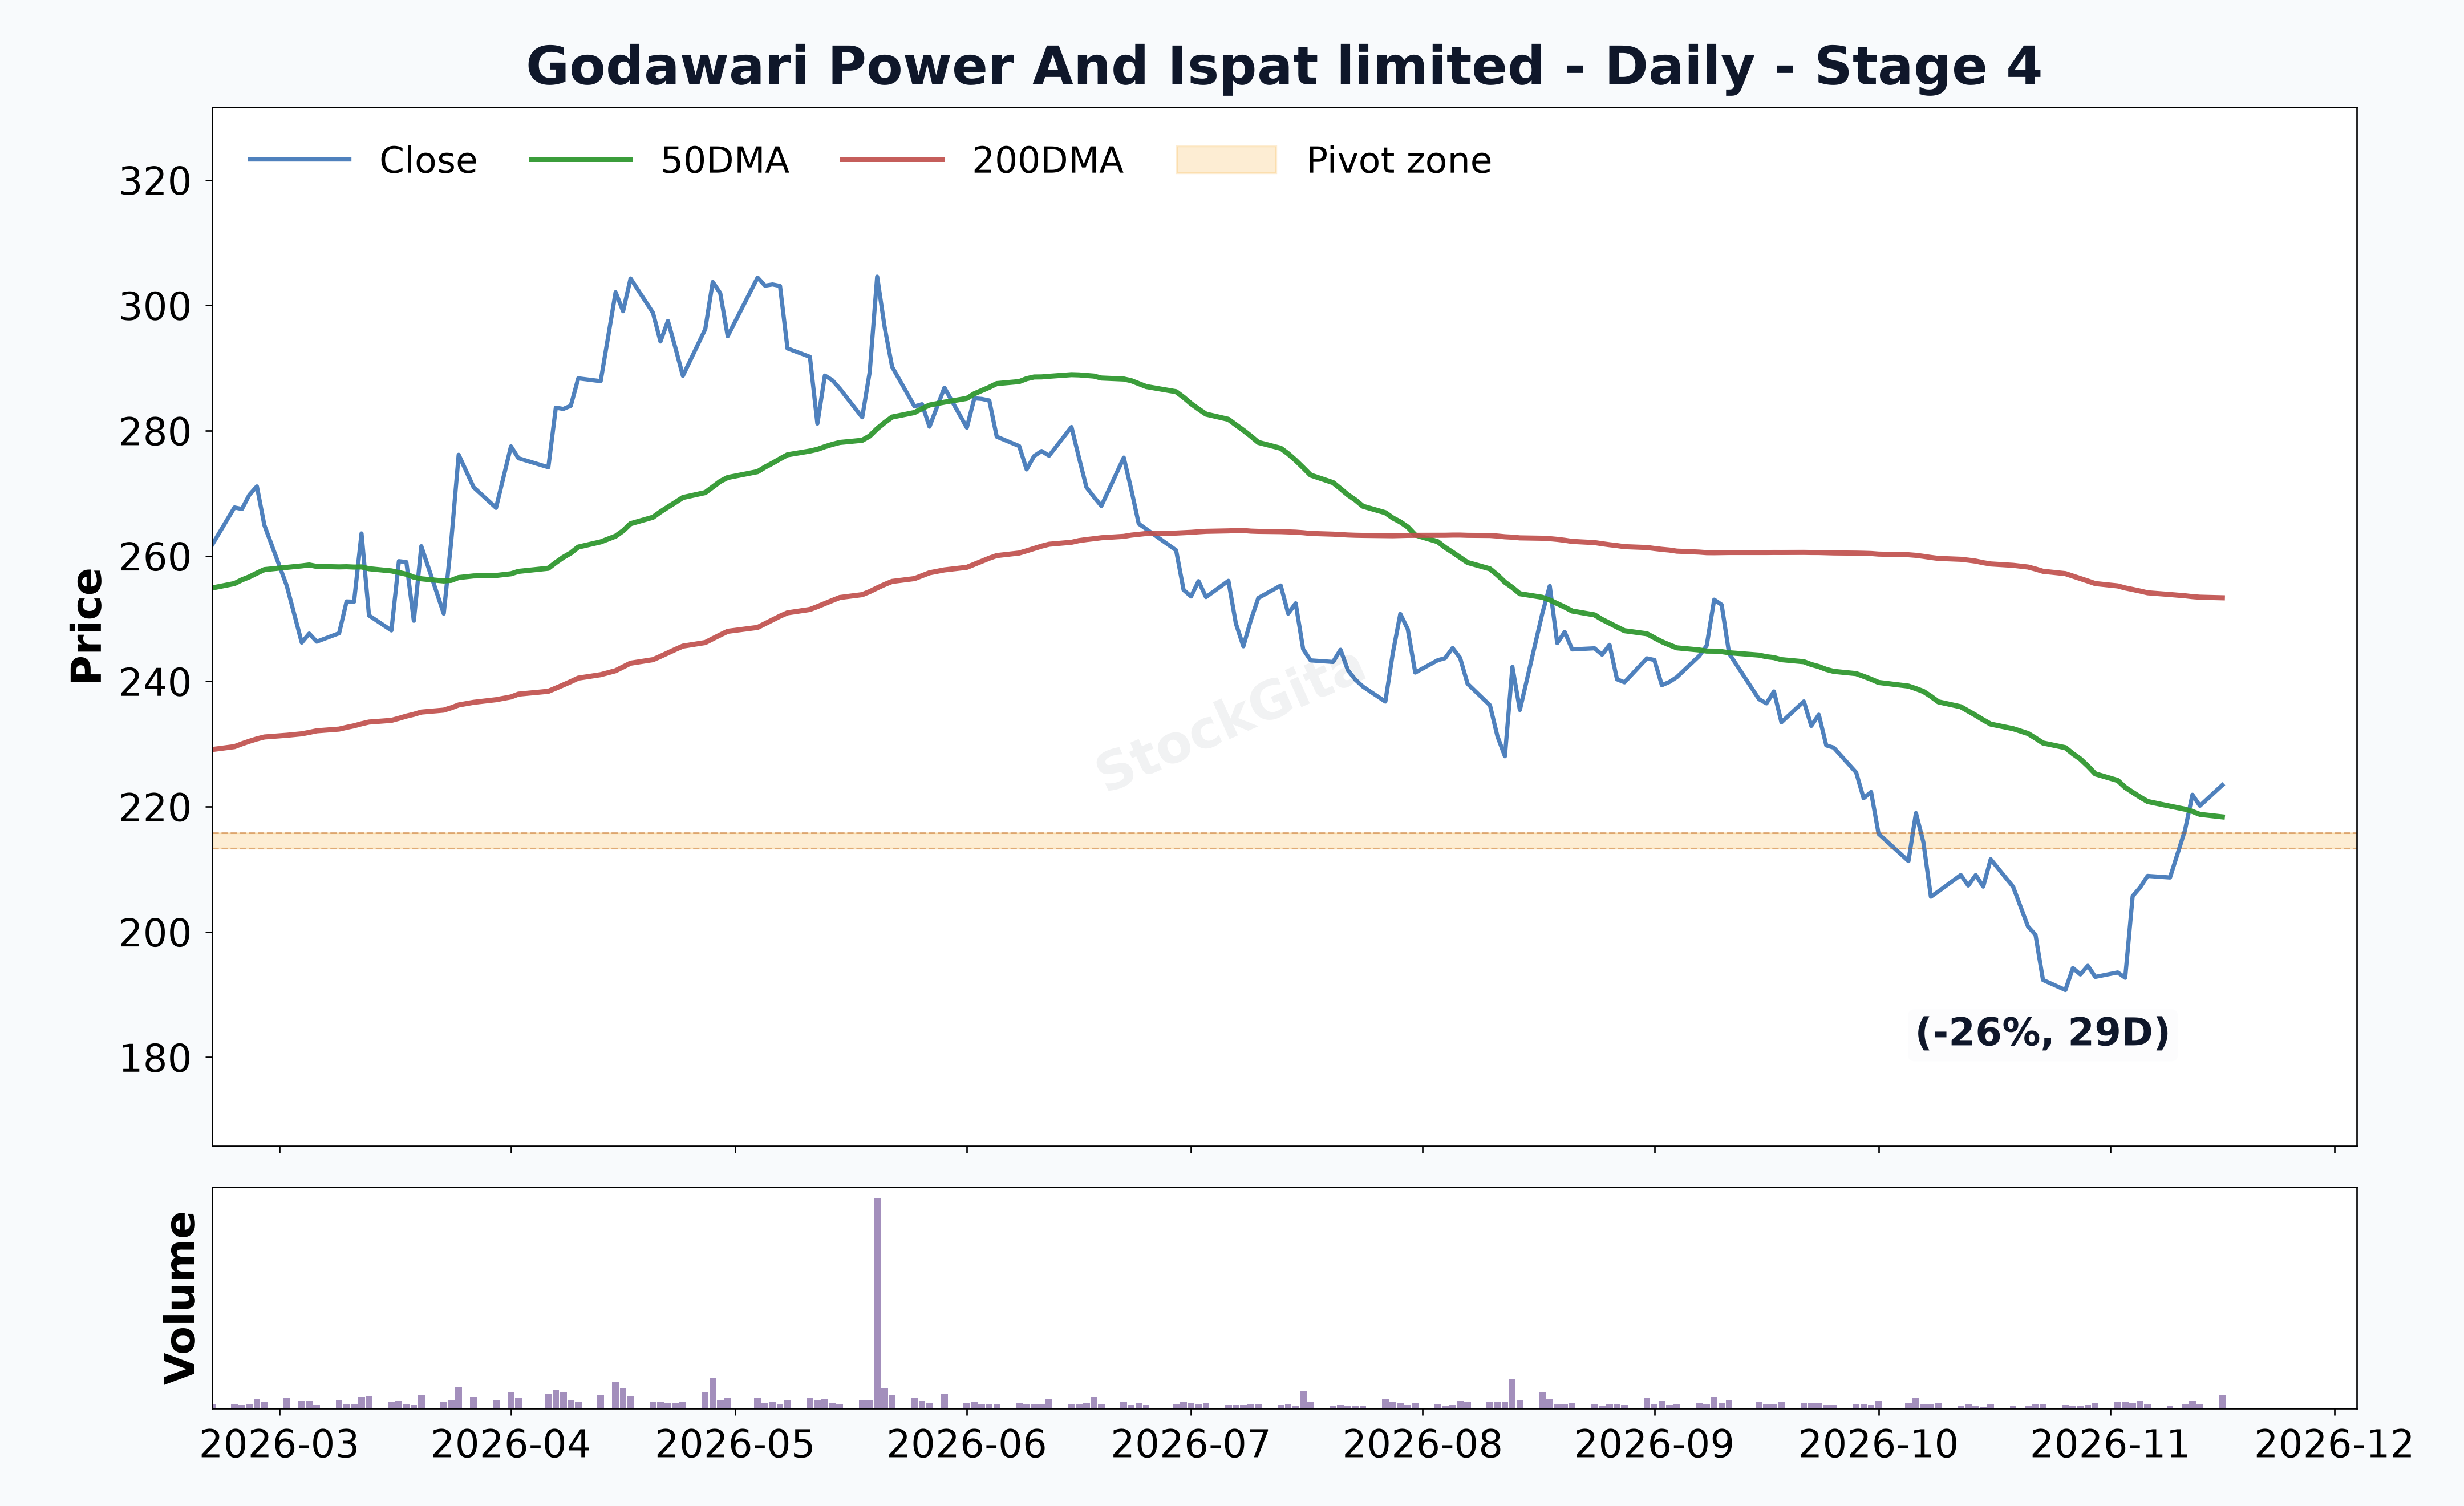 Godawari Power And Ispat limited - Daily - Stage 4
Close 50DMA 200DMA Pivot zone
320
300
280
260
240
220
200
180
Price
StockGita
(-26%, 29D)
Volume
2026-03 2026-04 2026-05 2026-06 2026-07 2026-08 2026-09 2026-10 2026-11 2026-12